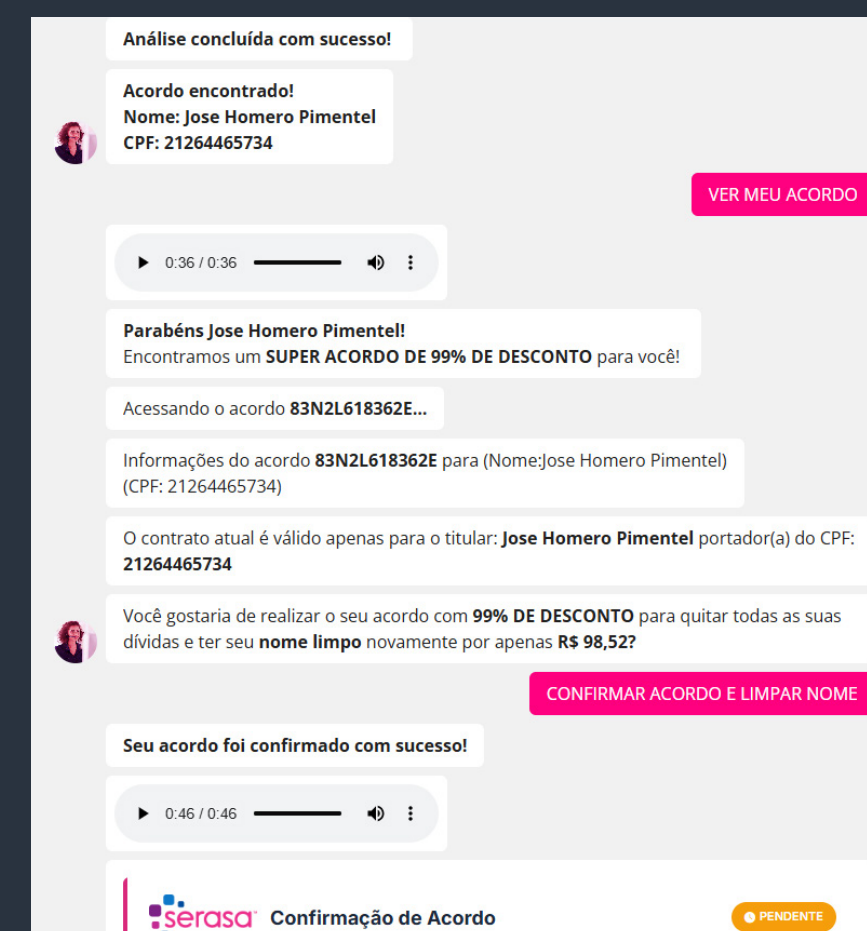 Análise concluída com sucesso!
Acordo encontrado!
Nome: Jose Homero Pimentel
CPF: 21264465734
VER MEU ACORDO
0:36 / 0:36
Parabéns Jose Homero Pimentel!
Encontramos um SUPER ACORDO DE 99% DE DESCONTO para você!
Acessando o acordo 83N2L618362E...
Informações do acordo 83N2L618362E para (Nome:Jose Homero Pimentel)
(CPF: 21264465734)
O contrato atual é válido apenas para o titular: Jose Homero Pimentel portador(a) do CPF:
21264465734
Você gostaria de realizar o seu acordo com 99% DE DESCONTO para quitar todas as suas
dívidas e ter seu nome limpo novamente por apenas R$ 98,52?
CONFIRMAR ACORDO E LIMPAR NOME
Seu acordo foi confirmado com sucesso!
0:46 / 0:46
serasa Confirmação de Acordo PENDENTE